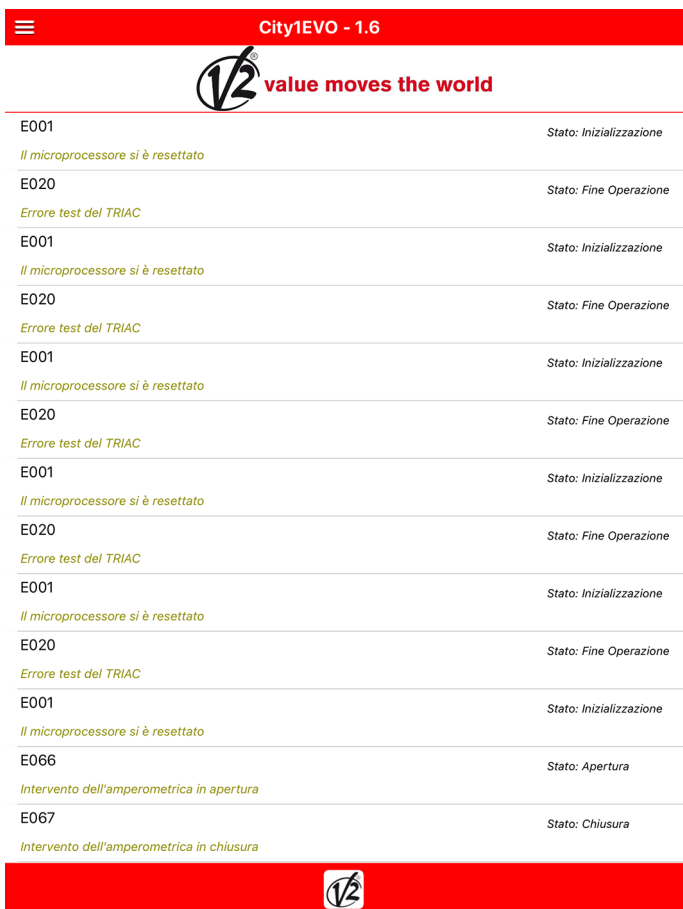 City1EVO - 1.6
V2® value moves the world
E001
Stato: Inizializzazione
Il microprocessore si è resettato
E020
Stato: Fine Operazione
Errore test del TRIAC
E001
Stato: Inizializzazione
Il microprocessore si è resettato
E020
Stato: Fine Operazione
Errore test del TRIAC
E001
Stato: Inizializzazione
Il microprocessore si è resettato
E020
Stato: Fine Operazione
Errore test del TRIAC
E001
Stato: Inizializzazione
Il microprocessore si è resettato
E020
Stato: Fine Operazione
Errore test del TRIAC
E001
Stato: Inizializzazione
Il microprocessore si è resettato
E020
Stato: Fine Operazione
Errore test del TRIAC
E001
Stato: Inizializzazione
Il microprocessore si è resettato
E066
Stato: Apertura
Intervento dell'amperometrica in apertura
E067
Stato: Chiusura
Intervento dell'amperometrica in chiusura
V2